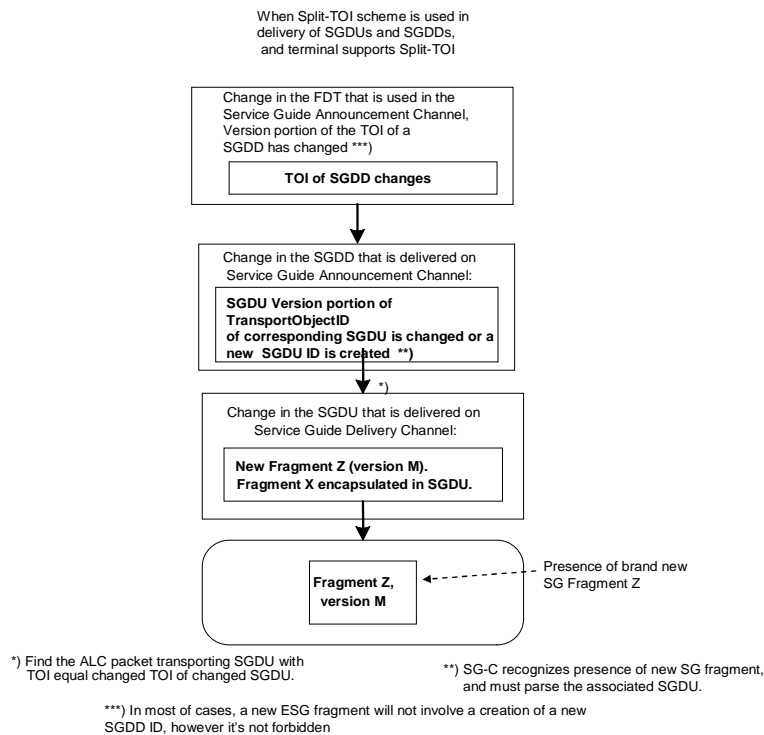 When Split-TOI scheme is used in
delivery of SGDUs and SGDDs,
and terminal supports Split-TOI
Change in the FDT that is used in the
Service Guide Announcement Channel,
Version portion of the TOI of a
SGDD has changed ***)
TOI of SGDD changes
Change in the SGDD that is delivered on
Service Guide Announcement Channel:
SGDU Version portion of
TransportObjectID
of corresponding SGDU is changed or a
new SGDU ID is created **)
*)
Change in the SGDU that is delivered on
Service Guide Delivery Channel:
New Fragment Z (version M).
Fragment X encapsulated in SGDU.
Fragment Z,
version M
Presence of brand new
SG Fragment Z
*) Find the ALC packet transporting SGDU with
TOI equal changed TOI of changed SGDU.
**) SG-C recognizes presence of new SG fragment,
and must parse the associated SGDU.
***) In most of cases, a new ESG fragment will not involve a creation of a new
SGDD ID, however it's not forbidden